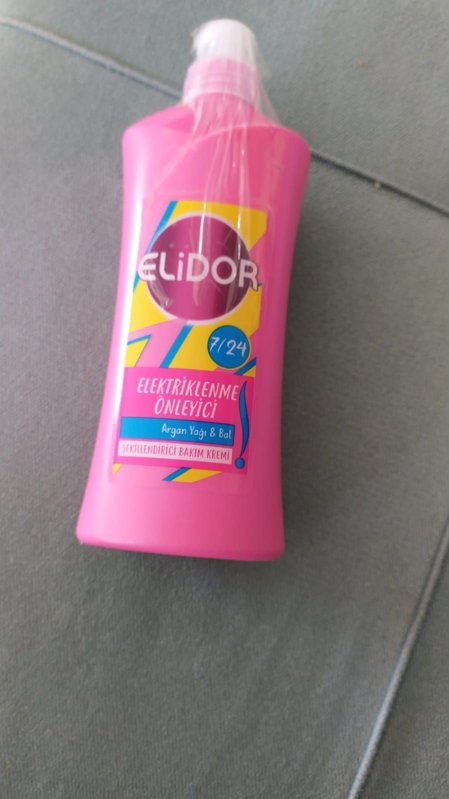 ELiDOR
7/24
ELEKTRİKLENME
ÖNLEYİCİ
Argan Yağı & Bal
ŞEKİLLENDİRİCİ BAKIM KREMİ